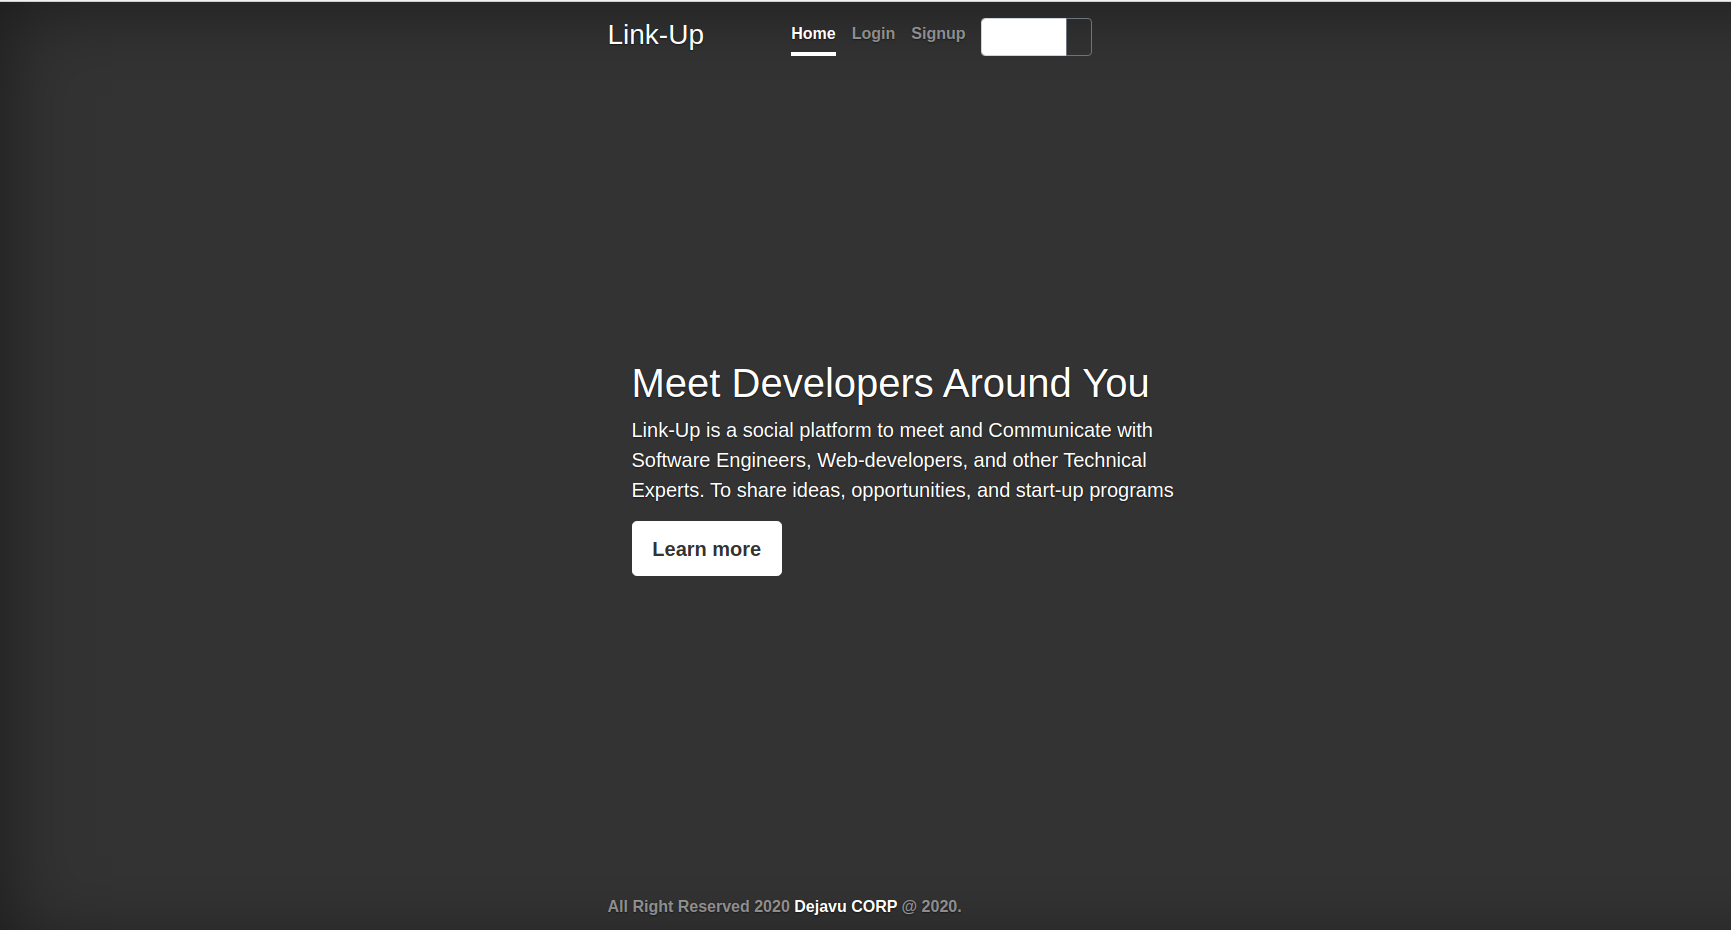 Link-Up
Home Login Signup
Meet Developers Around You
Link-Up is a social platform to meet and Communicate with
Software Engineers, Web-developers, and other Technical
Experts. To share ideas, opportunities, and start-up programs
Learn more
All Right Reserved 2020 Dejavu CORP @ 2020.